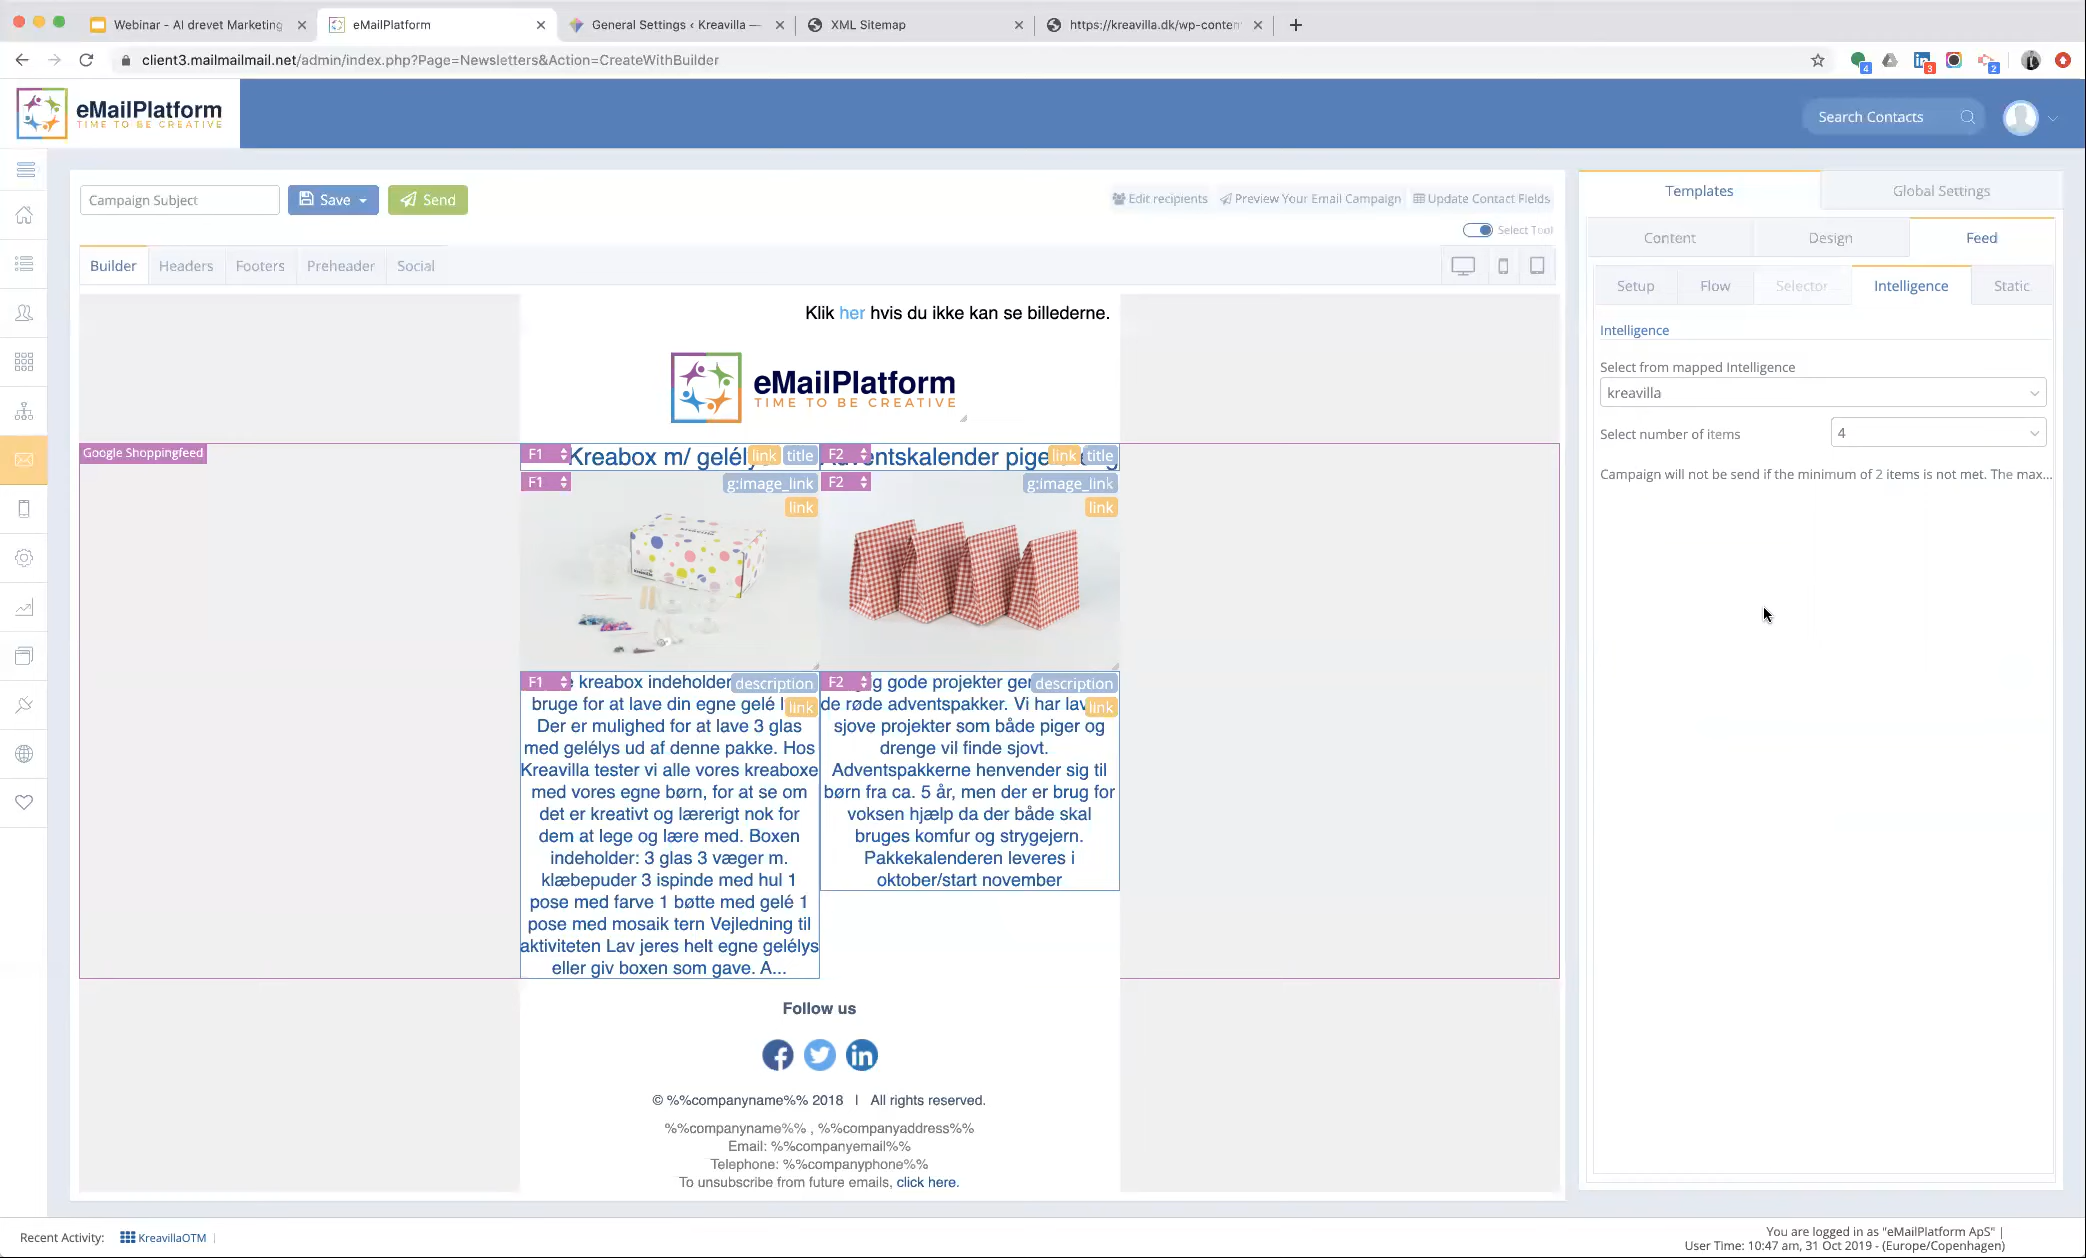 Webinar - AI drevet Marketing
eMailPlatform
General Settings ‹ Kreavilla —
XML Sitemap
https://kreavilla.dk/wp-conten
client3.mailmailmail.net/admin/index.php?Page=Newsletters&Action=CreateWithBuilder
4
3
2
eMailPlatform
TIME TO BE CREATIVE
Search Contacts
Campaign Subject
Save
Send
Edit recipients
Preview Your Email Campaign
Update Contact Fields
Select Tool
Builder
Headers
Footers
Preheader
Social
Templates
Global Settings
Content
Design
Feed
Setup
Flow
Selector
Intelligence
Static
Intelligence
Select from mapped Intelligence
kreavilla
Select number of items
4
Campaign will not be send if the minimum of 2 items is not met. The max...
Klik her hvis du ikke kan se billederne.
eMailPlatform
TIME TO BE CREATIVE
Google Shoppingfeed
F1 Kreabox m/ gelély link title
F1 g:image_link
link
F1 kreabox indeholder description
bruge for at lave din egne gelé link
Der er mulighed for at lave 3 glas
med gelélys ud af denne pakke. Hos
Kreavilla tester vi alle vores kreaboxe
med vores egne børn, for at se om
det er kreativt og lærerigt nok for
dem at lege og lære med. Boxen
indeholder: 3 glas 3 væger m.
klæbepuder 3 ispinde med hul 1
pose med farve 1 bøtte med gelé 1
pose med mosaik tern Vejledning til
aktiviteten Lav jeres helt egne gelélys
eller giv boxen som gave. A...
F2 entskalender pige link title
F2 g:image_link
link
F2 g gode projekter description
de røde adventspakker. Vi har link
sjove projekter som både piger og
drenge vil finde sjovt.
Adventspakkerne henvender sig til
børn fra ca. 5 år, men der er brug for
voksen hjælp da der både skal
bruges komfur og strygejern.
Pakkekalenderen leveres i
oktober/start november
Follow us
© %%companyname%% 2018 | All rights reserved.
%%companyname%% , %%companyaddress%%
Email: %%companyemail%%
Telephone: %%companyphone%%
To unsubscribe from future emails, click here.
Recent Activity: KreavillaOTM
You are logged in as "eMailPlatform ApS" |
User Time: 10:47 am, 31 Oct 2019 - (Europe/Copenhagen)